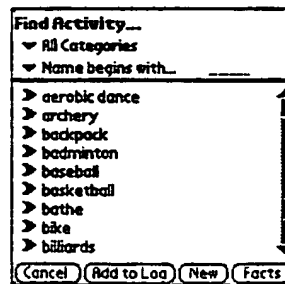 Find Activity...
All Categories
Name begins with...
aerobic dance
archery
backpack
badminton
baseball
basketball
bathe
bike
billiards
Cancel Add to Log New Facts